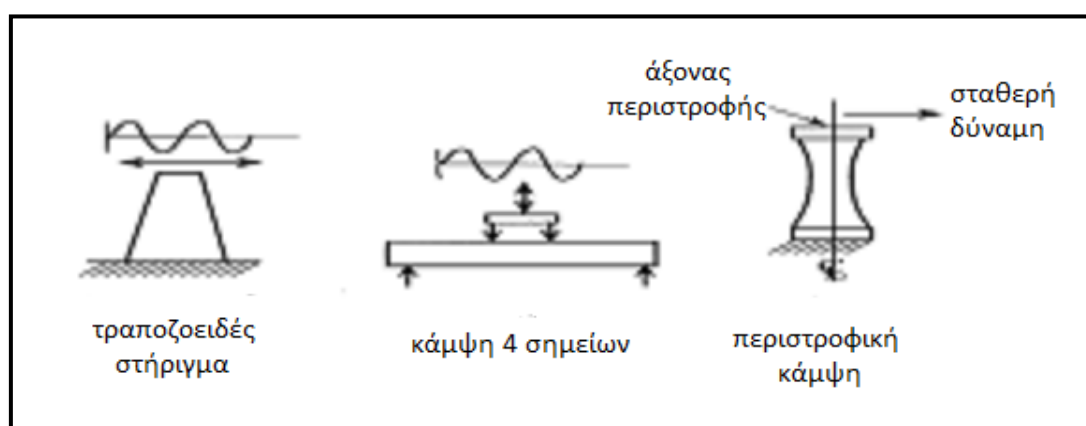 άξονας
περιστροφής
σταθερή
δύναμη
τραποζοειδές
στήριγμα
κάμψη 4 σημείων
περιστροφική
κάμψη